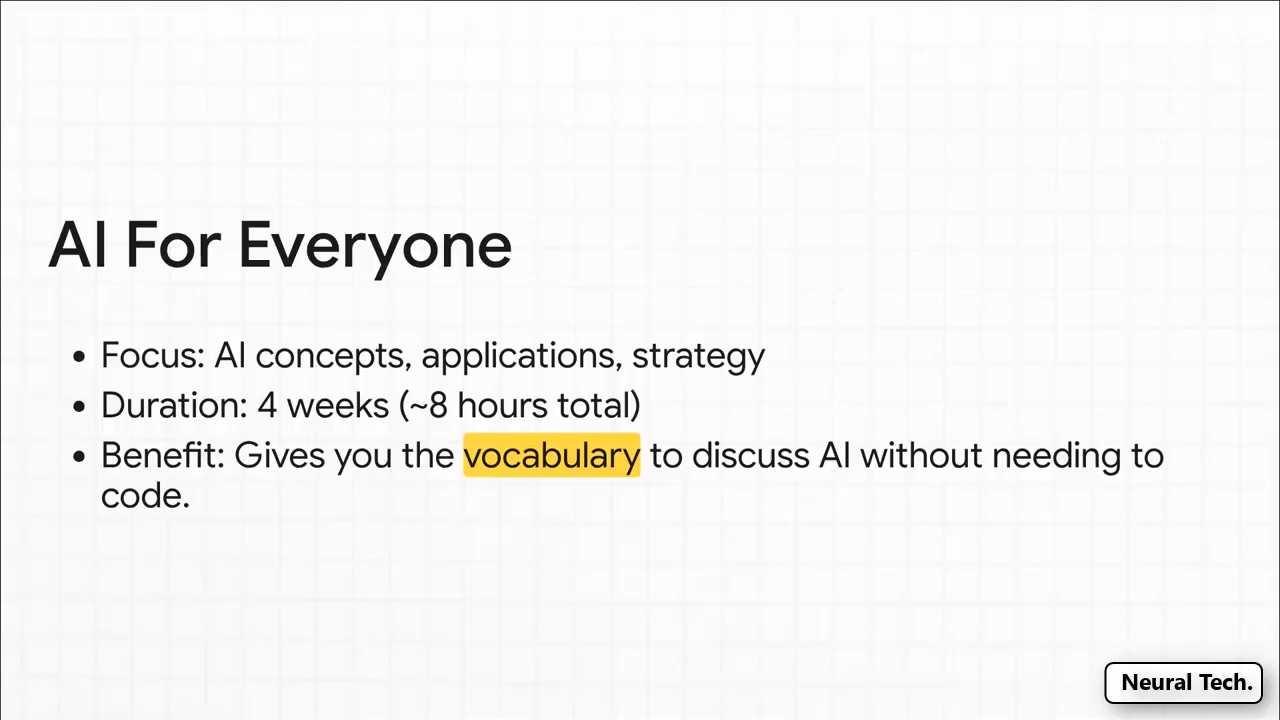 AI For Everyone
• Focus: AI concepts, applications, strategy
• Duration: 4 weeks (~8 hours total)
• Benefit: Gives you the vocabulary to discuss AI without needing to
code.
Neural Tech.